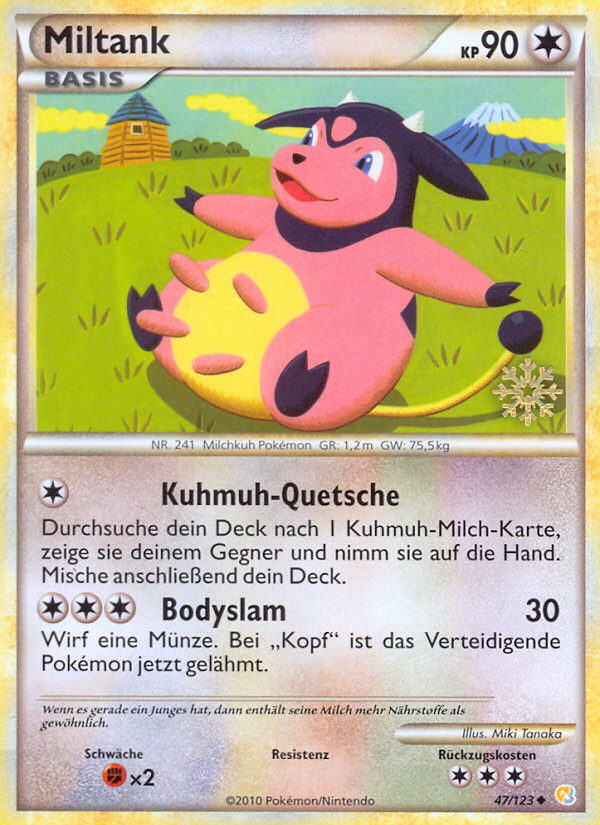 Miltank
KP 90
BASIS
NR. 241 Milchkuh Pokémon GR: 1,2 m GW: 75,5 kg
Kuhmuh-Quetsche
Durchsuche dein Deck nach 1 Kuhmuh-Milch-Karte,
zeige sie deinem Gegner und nimm sie auf die Hand.
Mische anschließend dein Deck.
Bodyslam 30
Wirf eine Münze. Bei „Kopf“ ist das Verteidigende
Pokémon jetzt gelähmt.
Wenn es gerade ein Junges hat, dann enthält seine Milch mehr Nährstoffe als
gewöhnlich.
Illus. Miki Tanaka
Schwäche Resistenz Rückzugskosten
×2
©2010 Pokémon/Nintendo 47/123